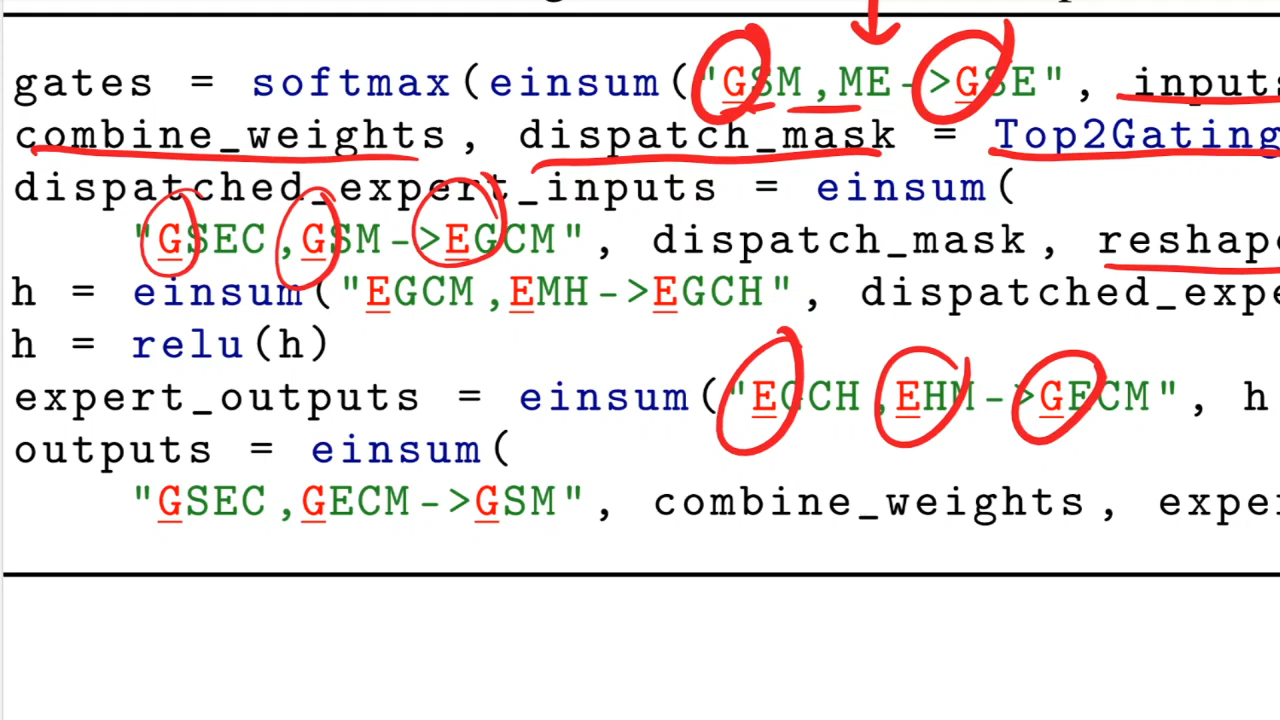 gates = softmax(einsum("GSM,ME->GSE", inputs
combine_weights, dispatch_mask = Top2Gating
dispatched_expert_inputs = einsum(
"GSEC,GSM->EGCM", dispatch_mask, reshape
h = einsum("EGCM,EMH->EGCH", dispatched_expe
h = relu(h)
expert_outputs = einsum("EGCH,EHM->GECM", h
outputs = einsum(
"GSEC,GECM->GSM", combine_weights, exper